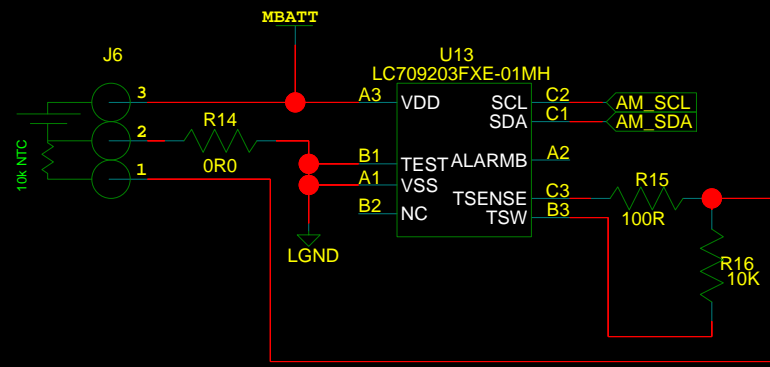 MBATT
J6
U13
LC709203FXE-01MH
3
A3
VDD
SCL
C2
AM_SCL
SDA
C1
AM_SDA
R14
2
0R0
B1
TEST
ALARMB
A2
10k NTC
1
A1
VSS
TSENSE
C3
R15
B2
NC
TSW
B3
100R
LGND
R16
10K